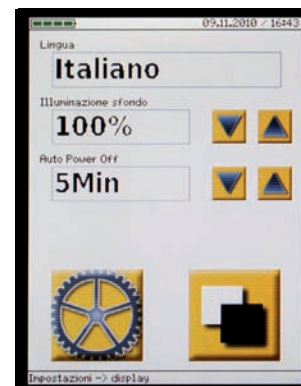 09.11.2010 / 16:43
Lingua
Italiano
Illuminazione sfondo
100%
Auto Power Off
5Min
Impostazioni -> display